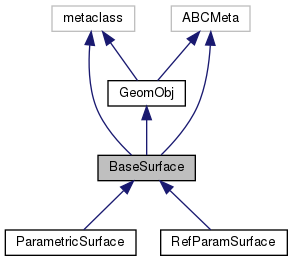 metaclass
ABCMeta
GeomObj
BaseSurface
ParametricSurface
RefParamSurface